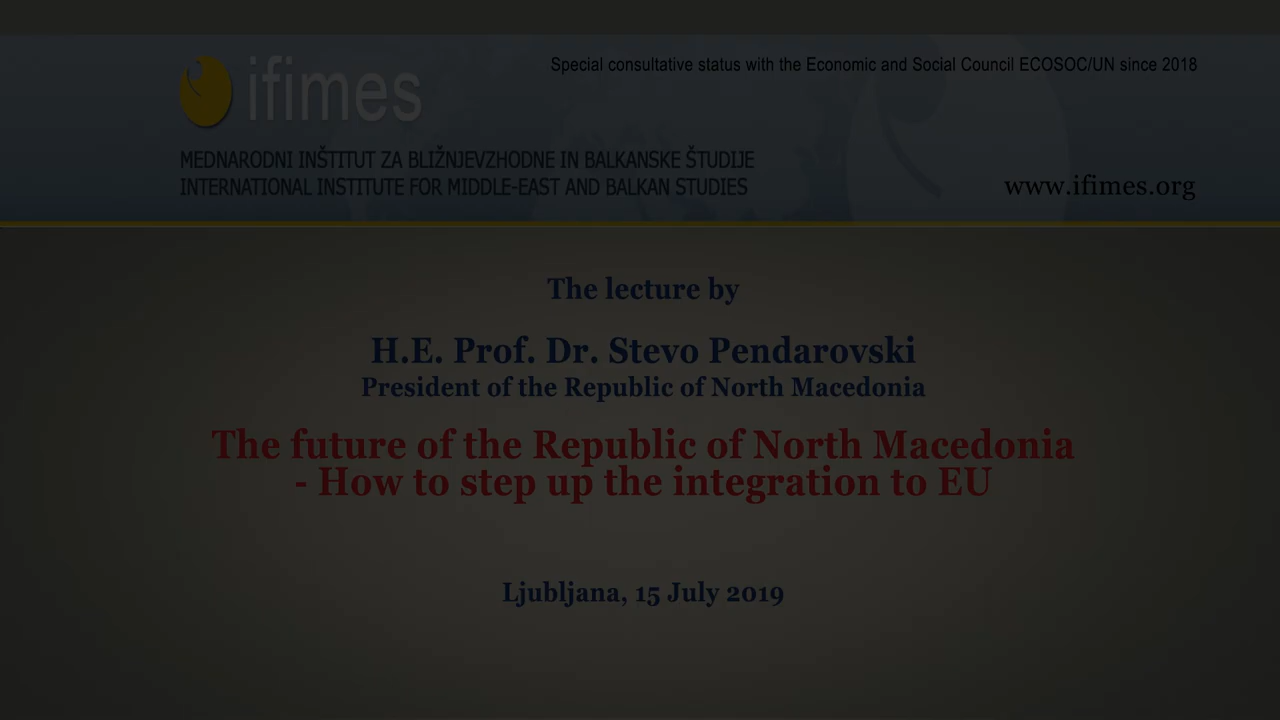 ifimes
Special consultative status with the Economic and Social Council ECOSOC/UN since 2018
MEDNARODNI INŠTITUT ZA BLIŽNJEVZHODNE IN BALKANSKE ŠTUDIJE
INTERNATIONAL INSTITUTE FOR MIDDLE-EAST AND BALKAN STUDIES
www.ifimes.org
The lecture by
H.E. Prof. Dr. Stevo Pendarovski
President of the Republic of North Macedonia
The future of the Republic of North Macedonia
- How to step up the integration to EU
Ljubljana, 15 July 2019